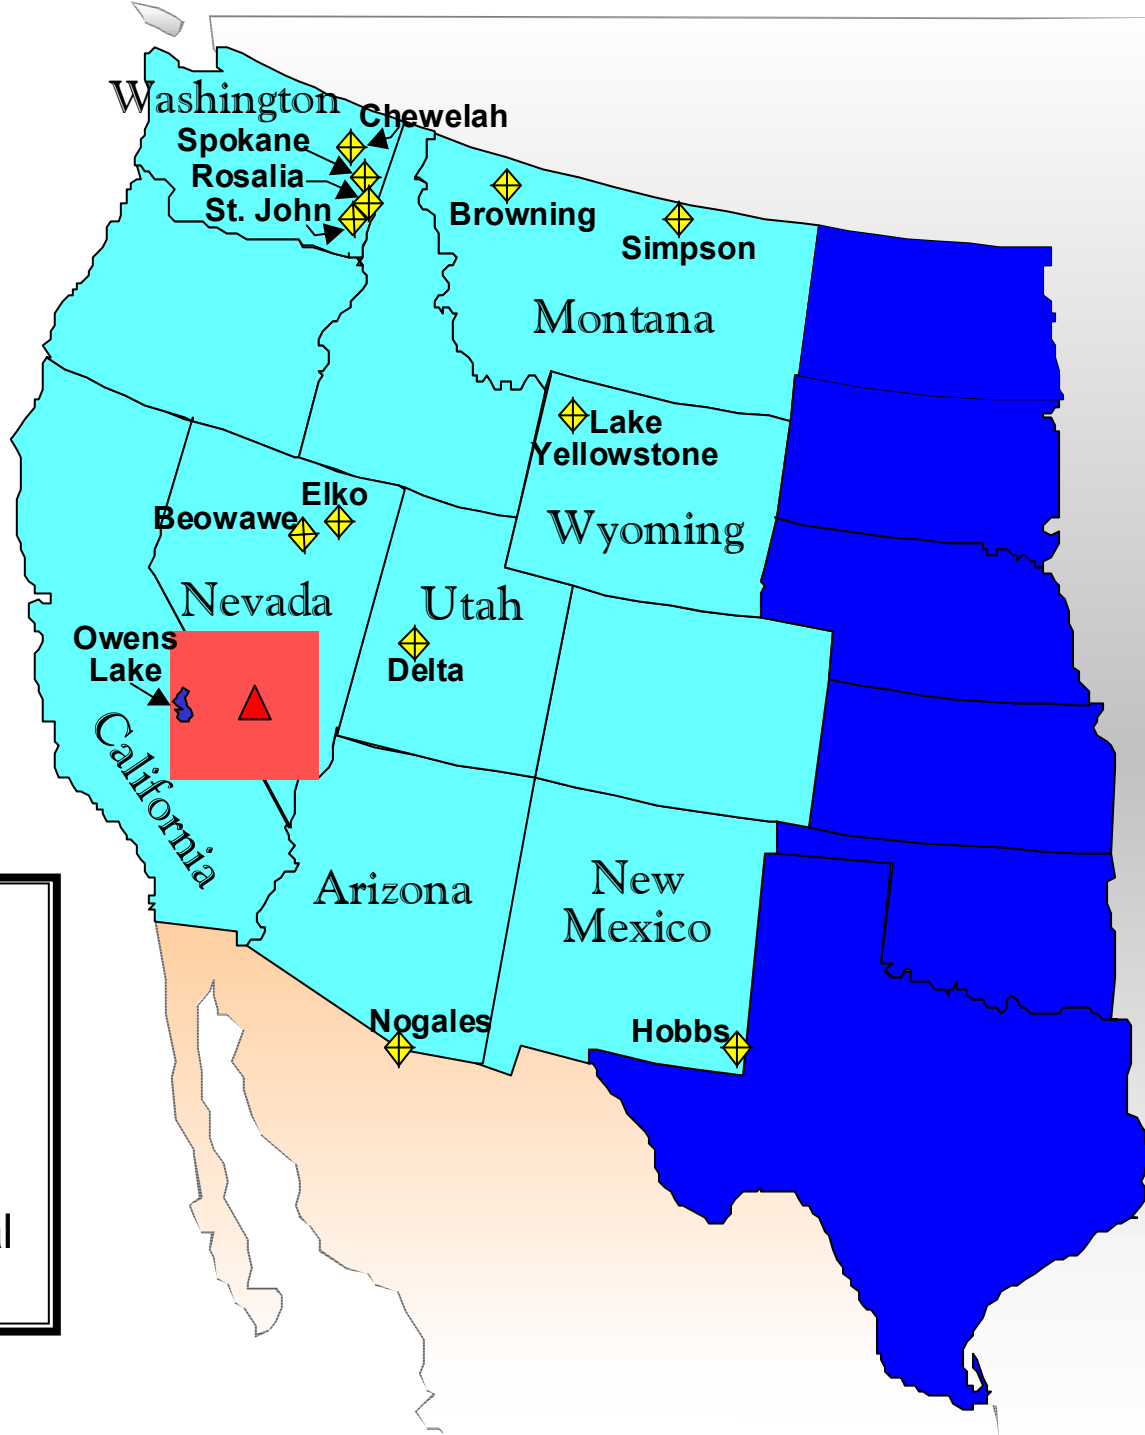 Washington
Chewelah
Spokane
Rosalia
St. John
Browning
Simpson
Montana
Lake
Yellowstone
Elko
Beowawe
Wyoming
Nevada
Utah
Owens
Lake
Delta
California
Arizona
New
Mexico
Nogales
Hobbs